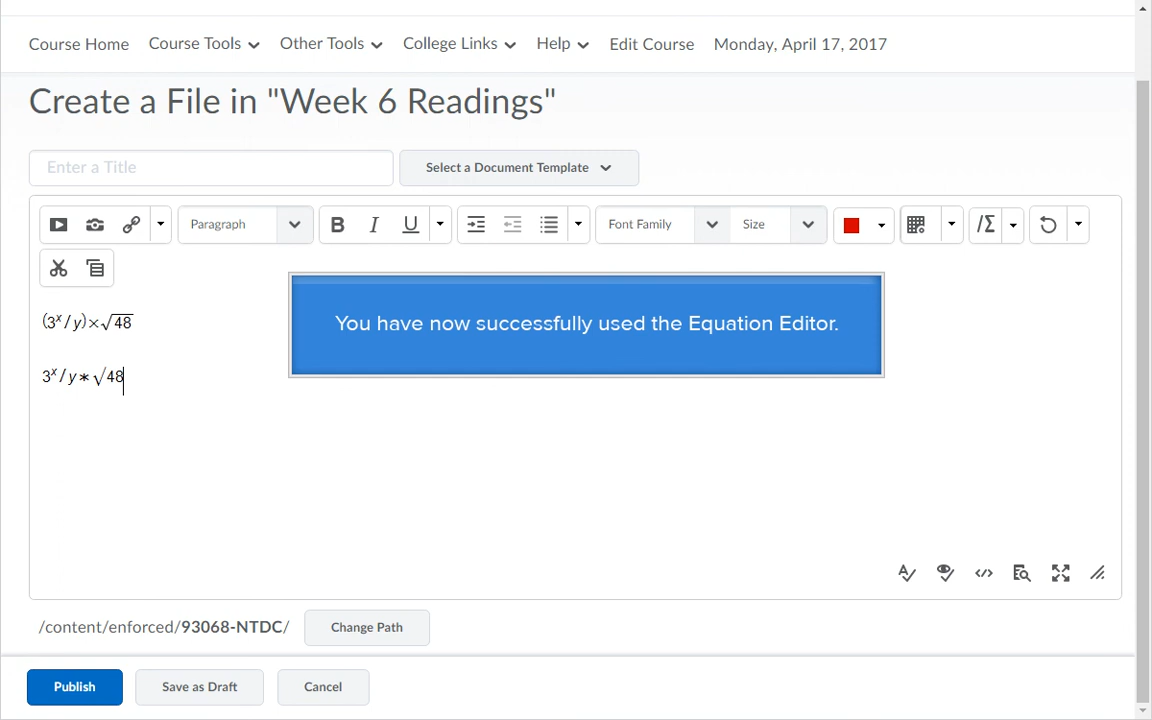 Course Home Course Tools Other Tools College Links Help Edit Course Monday, April 17, 2017
Create a File in "Week 6 Readings"
Enter a Title Select a Document Template
Paragraph B I U Font Family Size /Σ
You have now successfully used the Equation Editor.
(3ˣ/y)×√48
3ˣ/y∗√48
/content/enforced/93068-NTDC/ Change Path
Publish Save as Draft Cancel